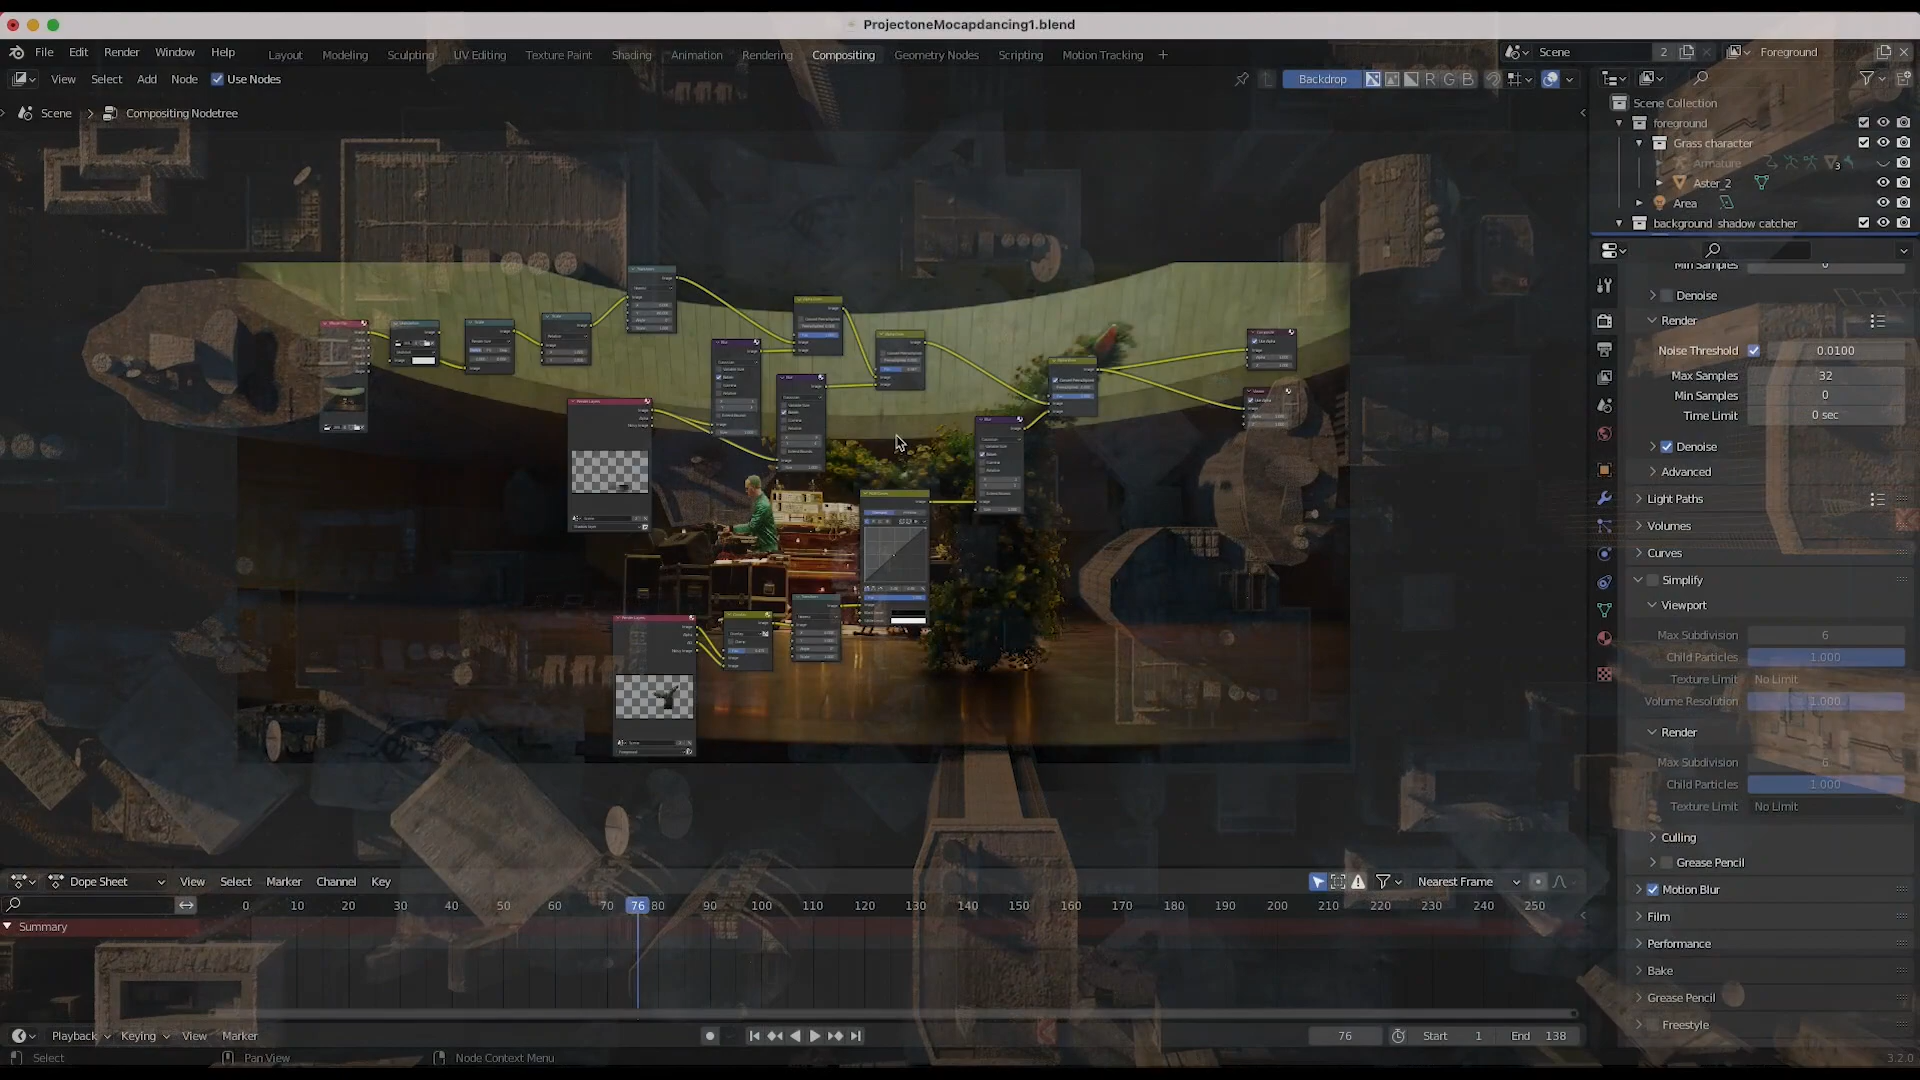 ProjectoneMocapdancing1.blend
File Edit Render Window Help Layout Modeling Sculpting UV Editing Texture Paint Shading Animation Rendering Compositing Geometry Nodes Scripting Motion Tracking + Scene 2 Foreground
View Select Add Node Use Nodes Backdrop R G B
Scene > Compositing Nodetree
Scene Collection
foreground
Grass character
Armature 3
Aster_2
Area
background shadow catcher
Min Samples 0
Denoise
Render
Noise Threshold 0.0100
Max Samples 32
Min Samples 0
Time Limit 0 sec
Denoise
Advanced
Light Paths
Volumes
Curves
Simplify
Viewport
Max Subdivision 6
Child Particles 1.000
Texture Limit No Limit
Volume Resolution 1.000
Render
Max Subdivision 6
Child Particles 1.000
Texture Limit No Limit
Culling
Grease Pencil
Motion Blur
Film
Performance
Bake
Grease Pencil
Freestyle
Dope Sheet View Select Marker Channel Key Nearest Frame
0 10 20 30 40 50 60 70 76 80 90 100 110 120 130 140 150 160 170 180 190 200 210 220 230 240 250
Summary
Playback Keying View Marker 76 Start 1 End 138
Select Pan View Node Context Menu 3.2.0